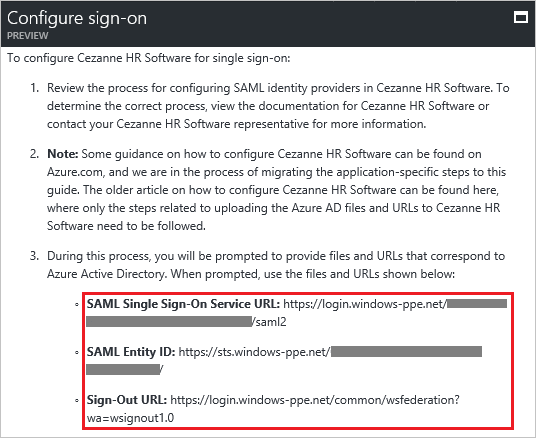 Configure sign-on
PREVIEW
To configure Cezanne HR Software for single sign-on:
1. Review the process for configuring SAML identity providers in Cezanne HR Software. To
determine the correct process, view the documentation for Cezanne HR Software or
contact your Cezanne HR Software representative for more information.
2. Note: Some guidance on how to configure Cezanne HR Software can be found on
Azure.com, and we are in the process of migrating the application-specific steps to this
guide. The older article on how to configure Cezanne HR Software can be found here,
where only the steps related to uploading the Azure AD files and URLs to Cezanne HR
Software need to be followed.
3. During this process, you will be prompted to provide files and URLs that correspond to
Azure Active Directory. When prompted, use the files and URLs shown below:
◦ SAML Single Sign-On Service URL: https://login.windows-ppe.net/
/saml2
◦ SAML Entity ID: https://sts.windows-ppe.net/
/
◦ Sign-Out URL: https://login.windows-ppe.net/common/wsfederation?
wa=wsignout1.0